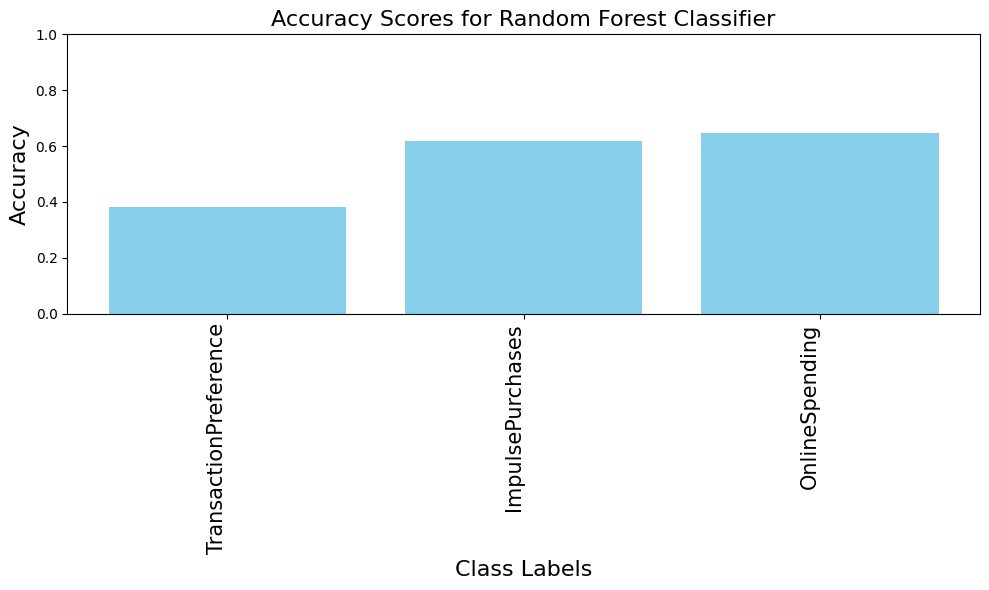 Accuracy Scores for Random Forest Classifier
Accuracy
1.0
0.8
0.6
0.4
0.2
0.0
TransactionPreference
ImpulsePurchases
OnlineSpending
Class Labels